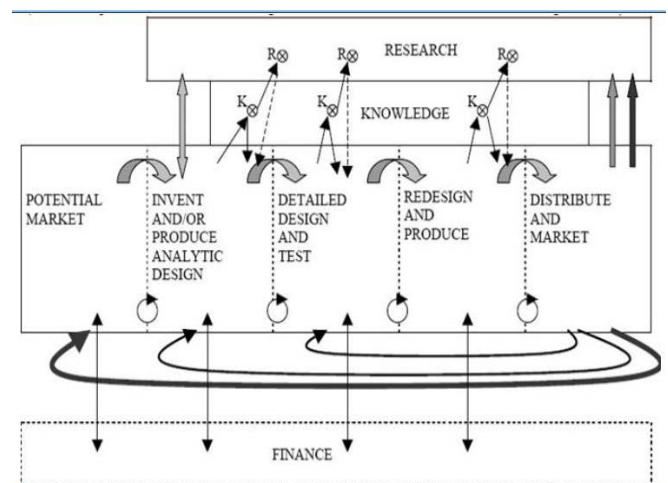 R
R
R
RESEARCH
K
K
K
KNOWLEDGE
POTENTIAL
MARKET
INVENT
AND/OR
PRODUCE
ANALYTIC
DESIGN
DETAILED
DESIGN
AND
TEST
REDESIGN
AND
PRODUCE
DISTRIBUTE
AND
MARKET
FINANCE